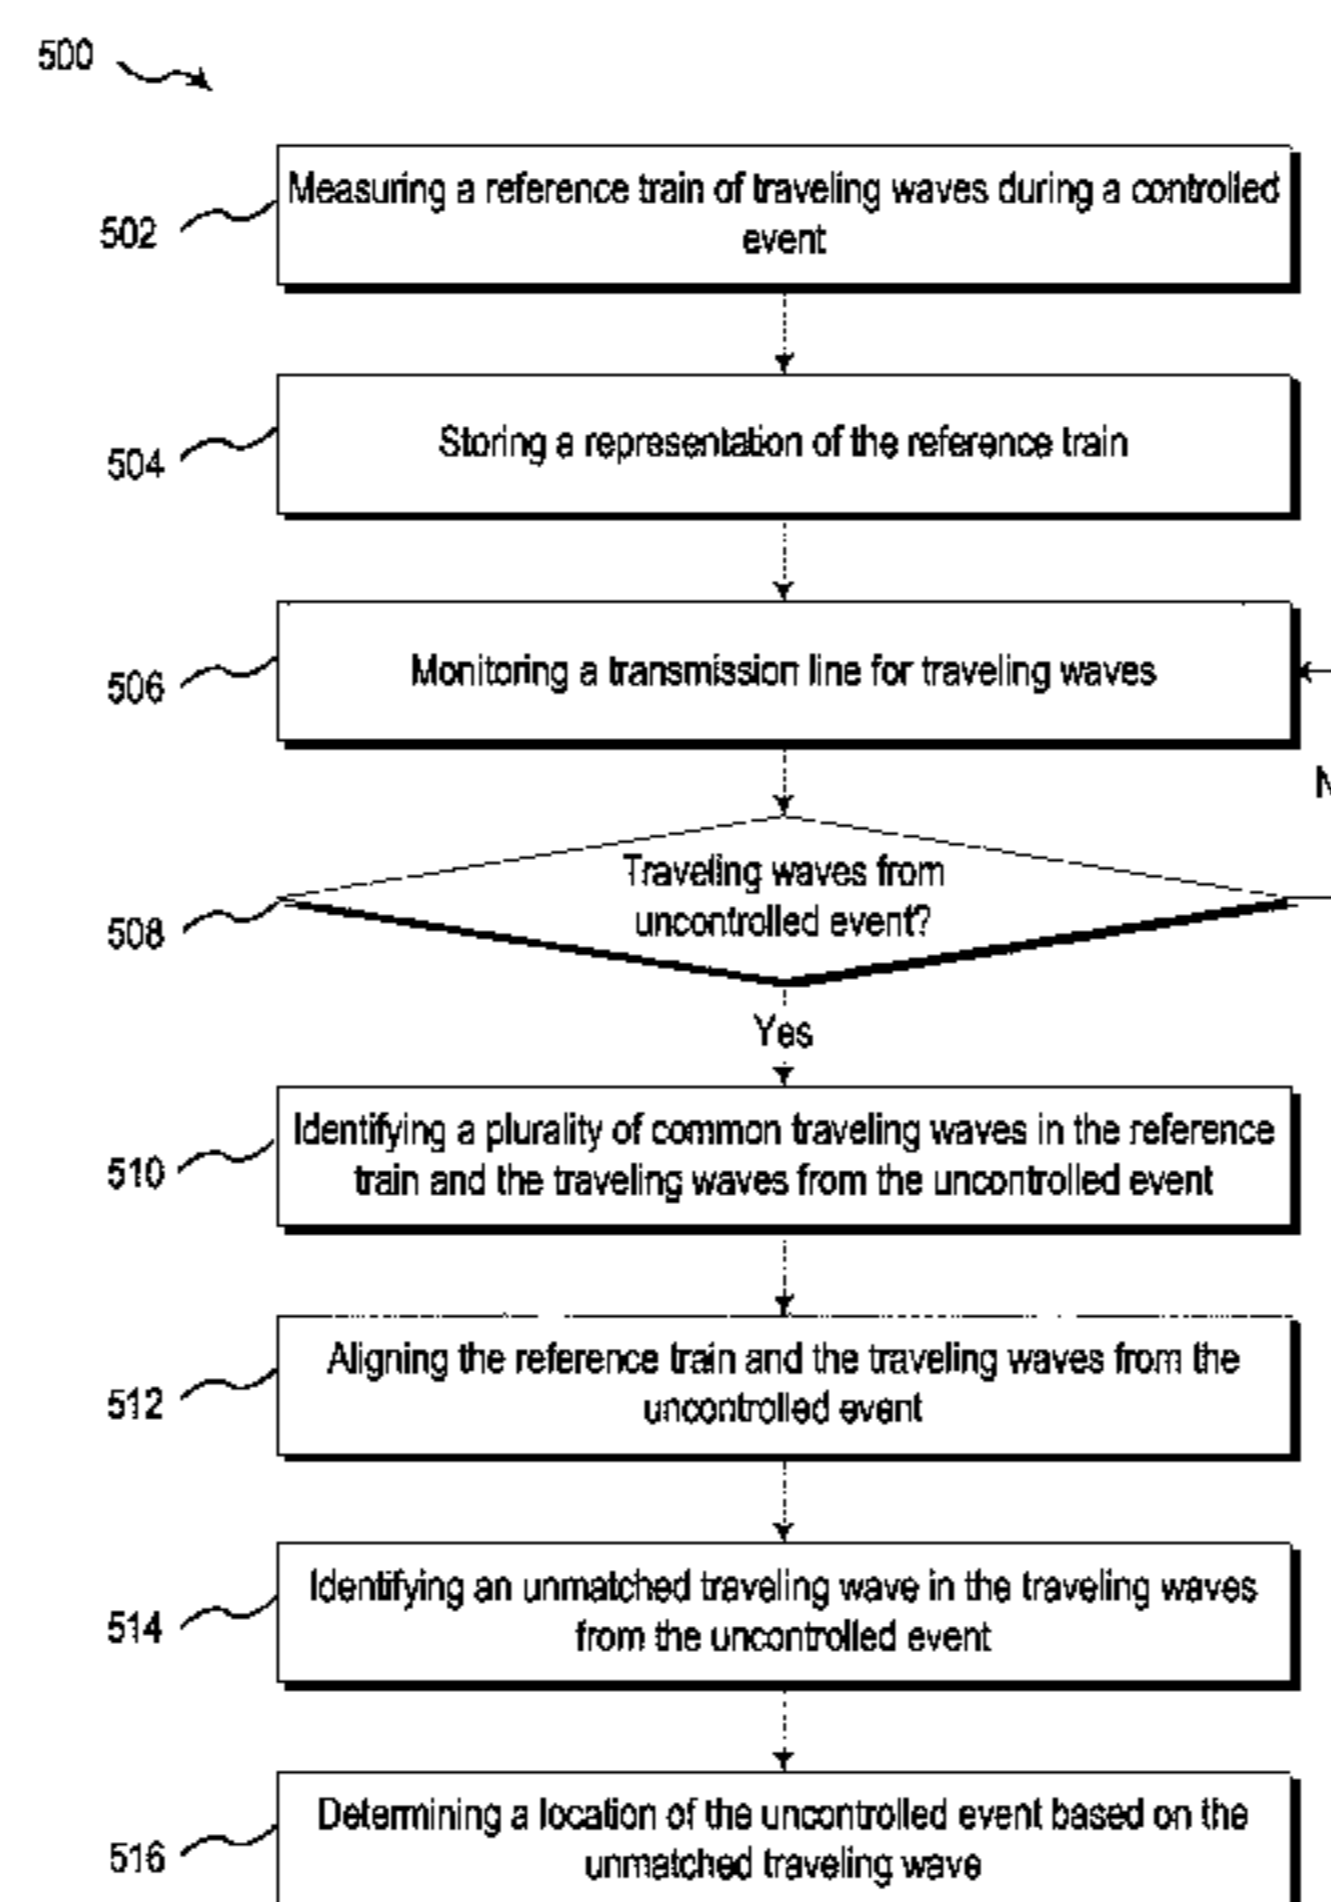 500
502
Measuring a reference train of traveling waves during a controlled
event
504
Storing a representation of the reference train
506
Monitoring a transmission line for traveling waves
N
508
Traveling waves from
uncontrolled event?
Yes
510
Identifying a plurality of common traveling waves in the reference
train and the traveling waves from the uncontrolled event
512
Aligning the reference train and the traveling waves from the
uncontrolled event
514
Identifying an unmatched traveling wave in the traveling waves
from the uncontrolled event
516
Determining a location of the uncontrolled event based on the
unmatched traveling wave